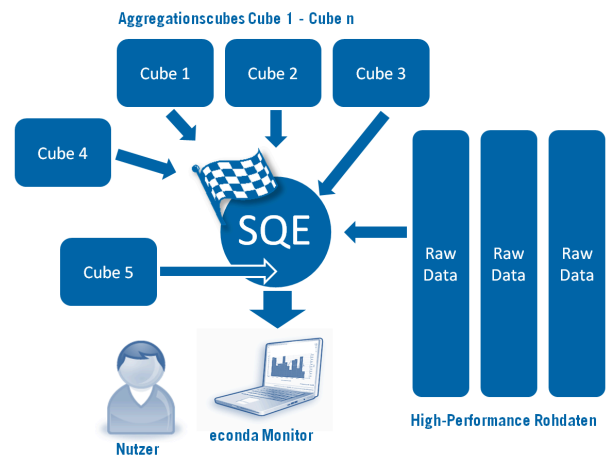 Aggregationscubes Cube 1 - Cube n
Cube 1
Cube 2
Cube 3
Cube 4
SQE
Cube 5
Raw
Data
Raw
Data
Raw
Data
High-Performance Rohdaten
econda Monitor
Nutzer